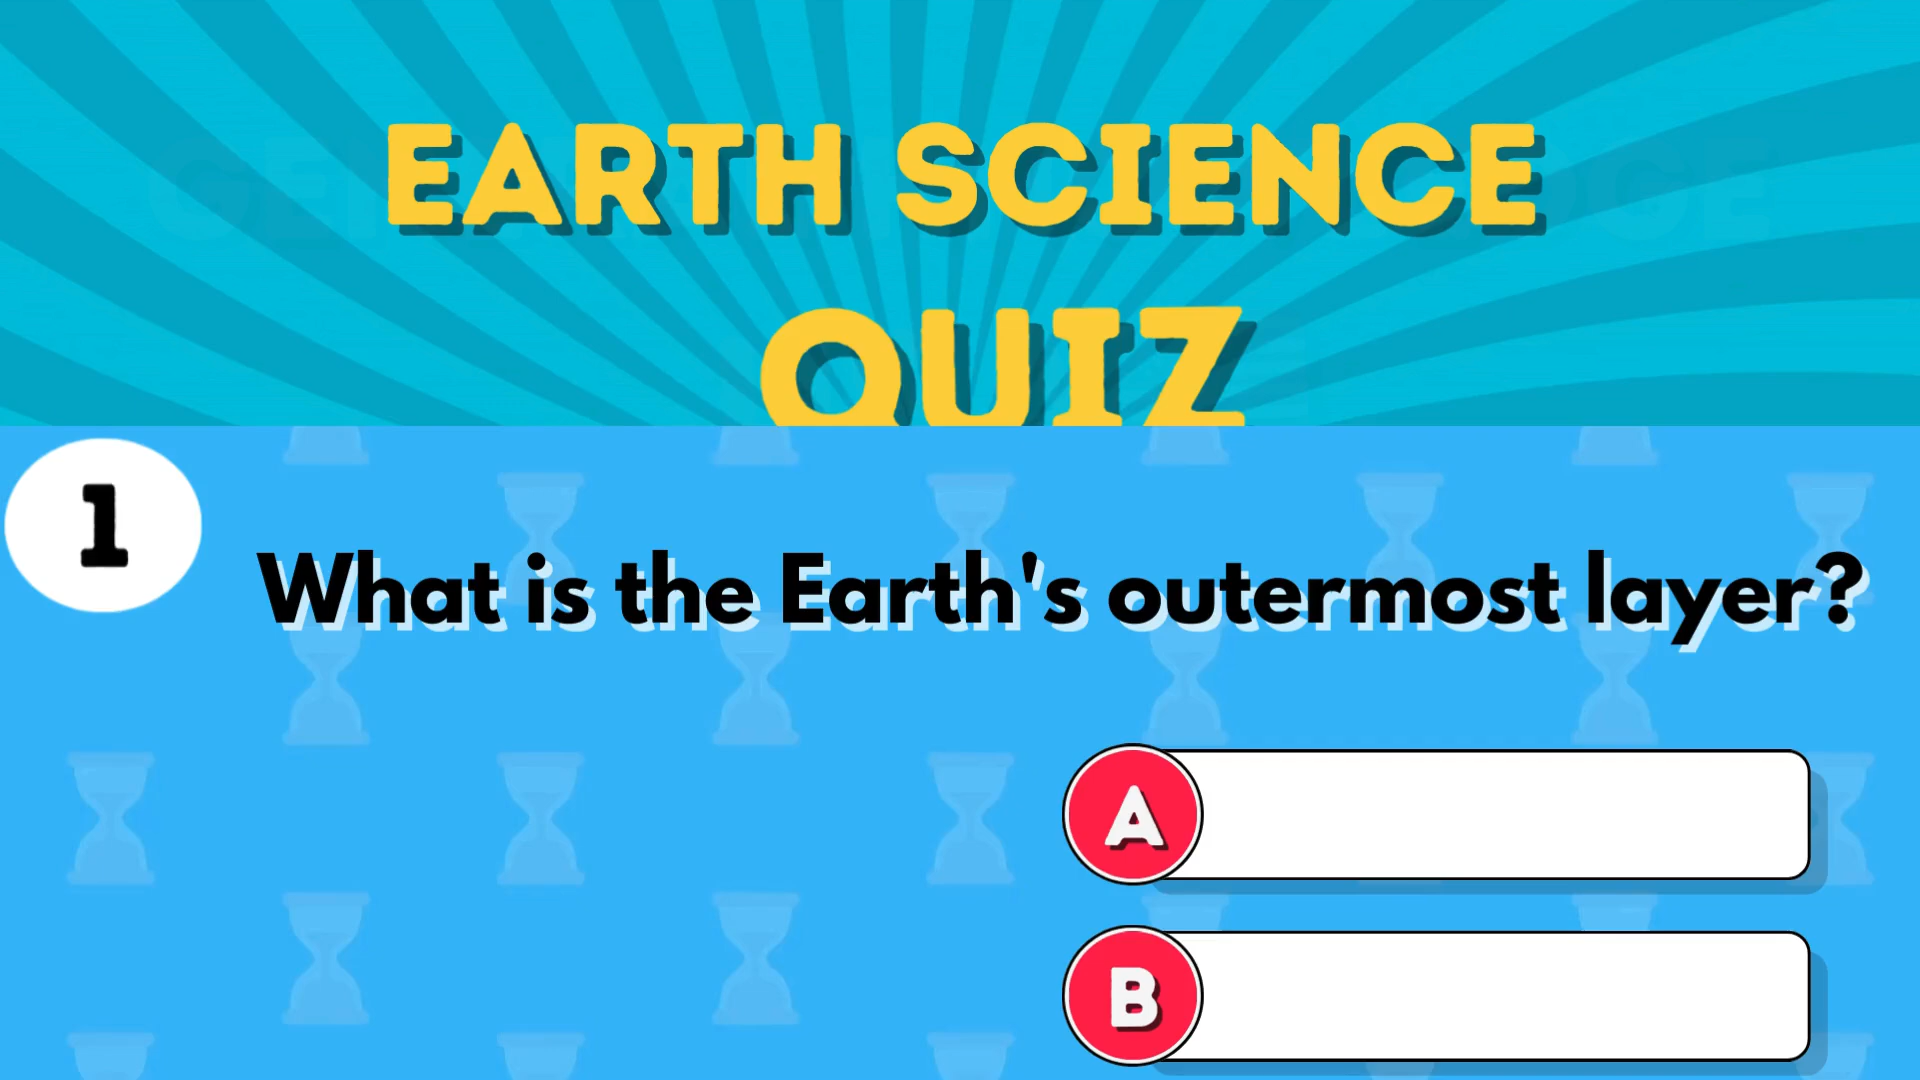 EARTH SCIENCE
QUIZ
1
What is the Earth's outermost layer?
A
B